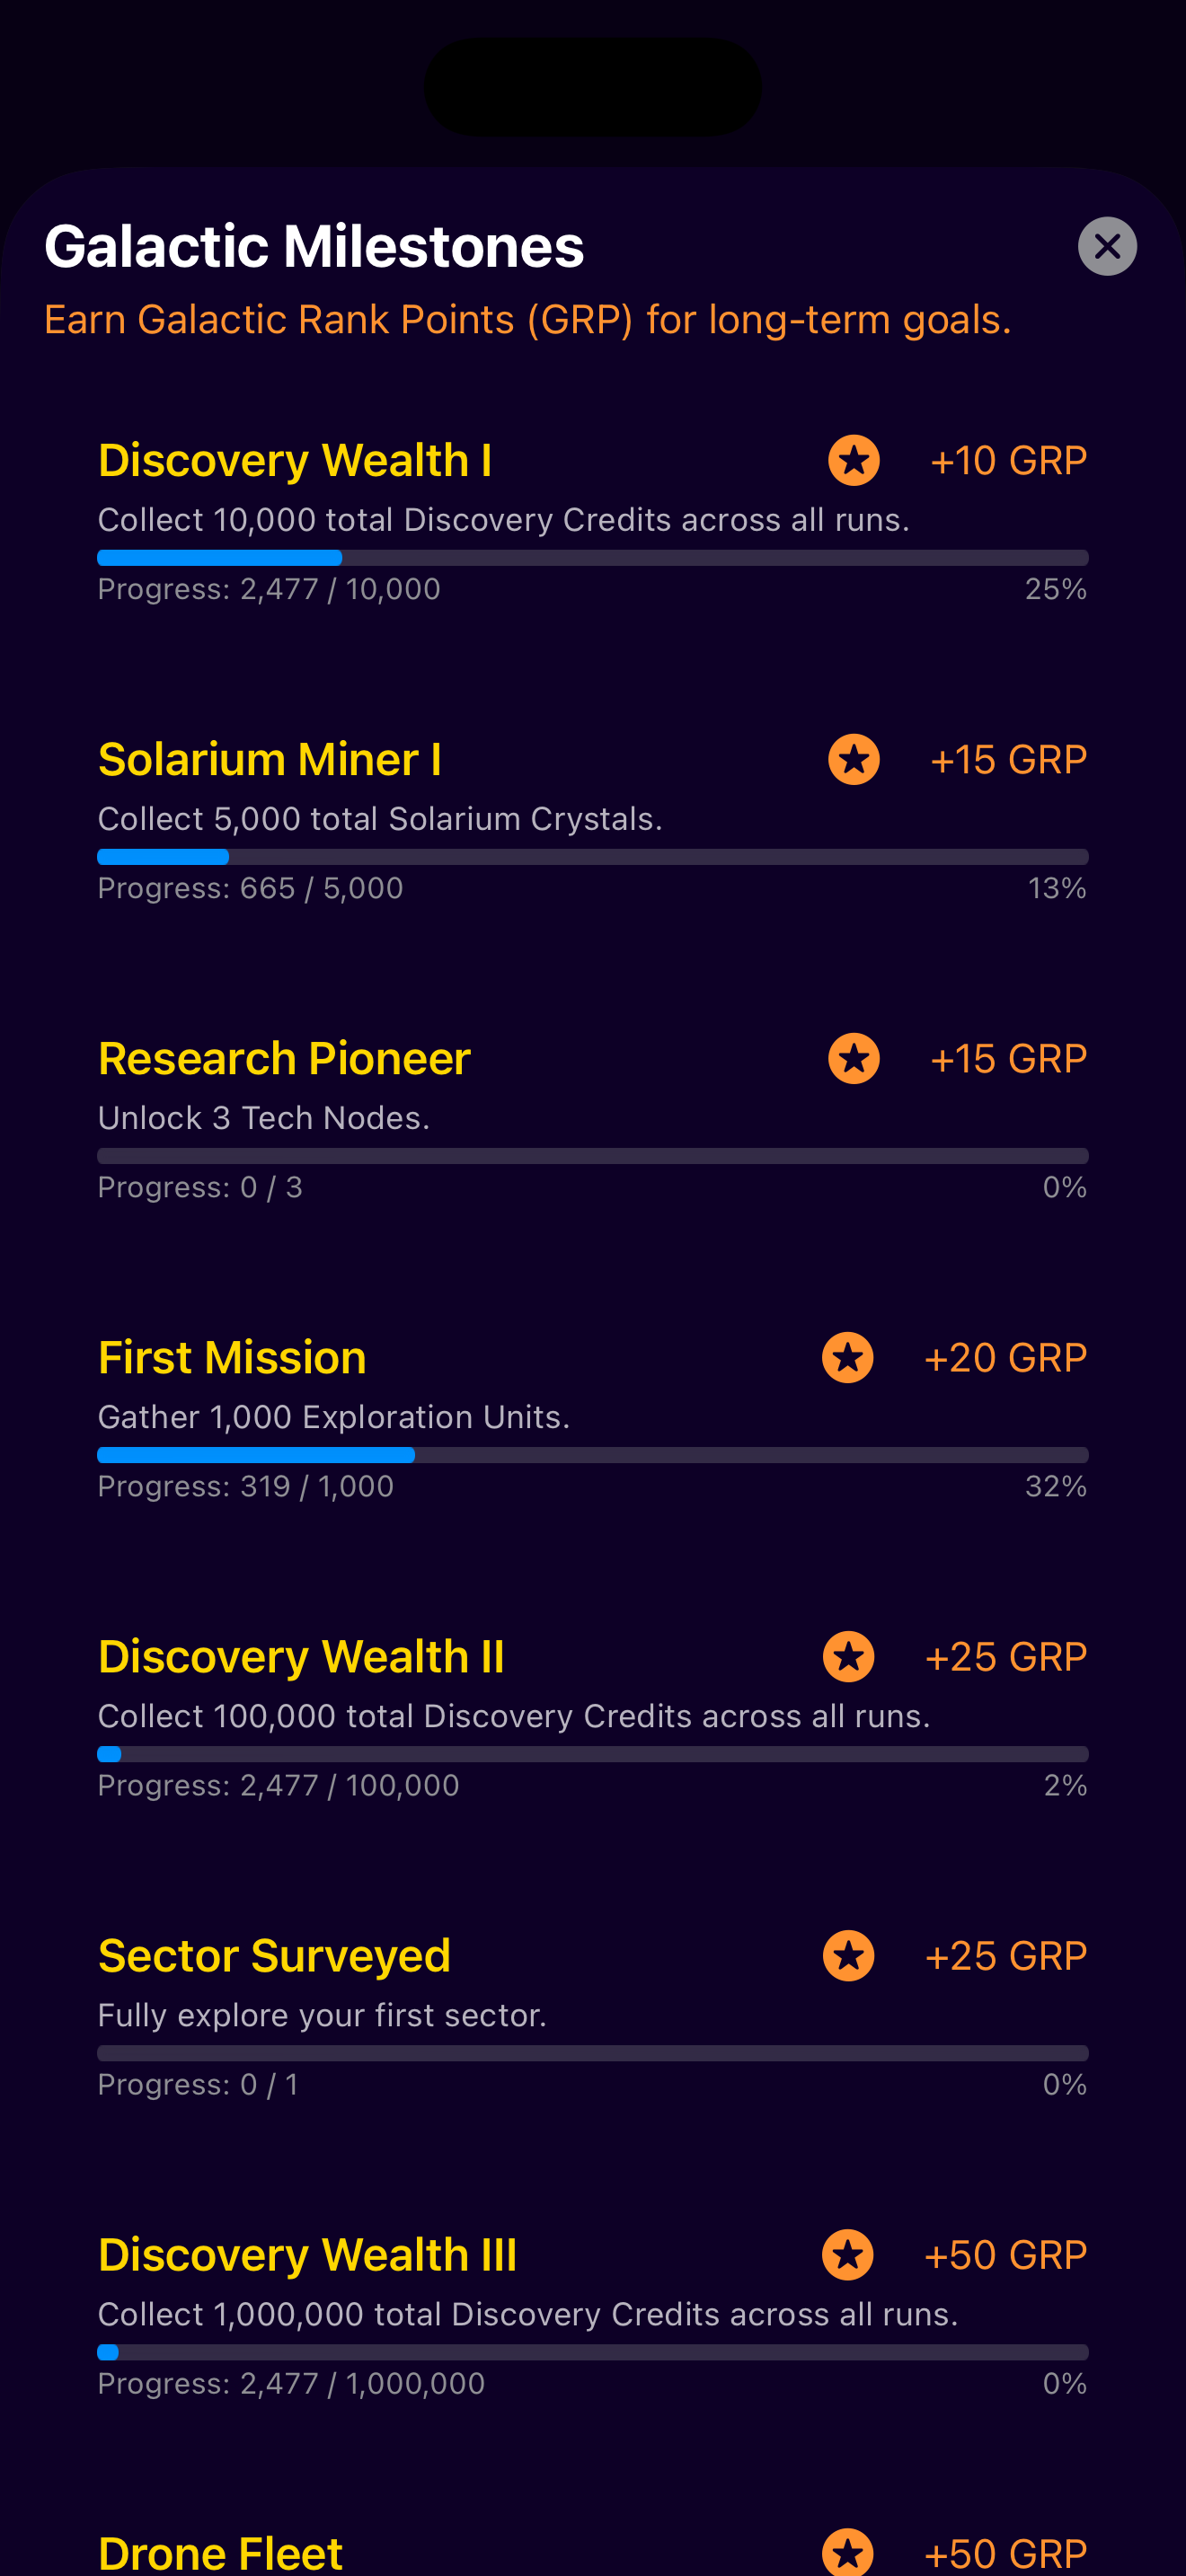 Galactic Milestones
Earn Galactic Rank Points (GRP) for long-term goals.
Discovery Wealth I +10 GRP
Collect 10,000 total Discovery Credits across all runs.
Progress: 2,477 / 10,000 25%
Solarium Miner I +15 GRP
Collect 5,000 total Solarium Crystals.
Progress: 665 / 5,000 13%
Research Pioneer +15 GRP
Unlock 3 Tech Nodes.
Progress: 0 / 3 0%
First Mission +20 GRP
Gather 1,000 Exploration Units.
Progress: 319 / 1,000 32%
Discovery Wealth II +25 GRP
Collect 100,000 total Discovery Credits across all runs.
Progress: 2,477 / 100,000 2%
Sector Surveyed +25 GRP
Fully explore your first sector.
Progress: 0 / 1 0%
Discovery Wealth III +50 GRP
Collect 1,000,000 total Discovery Credits across all runs.
Progress: 2,477 / 1,000,000 0%
Drone Fleet +50 GRP